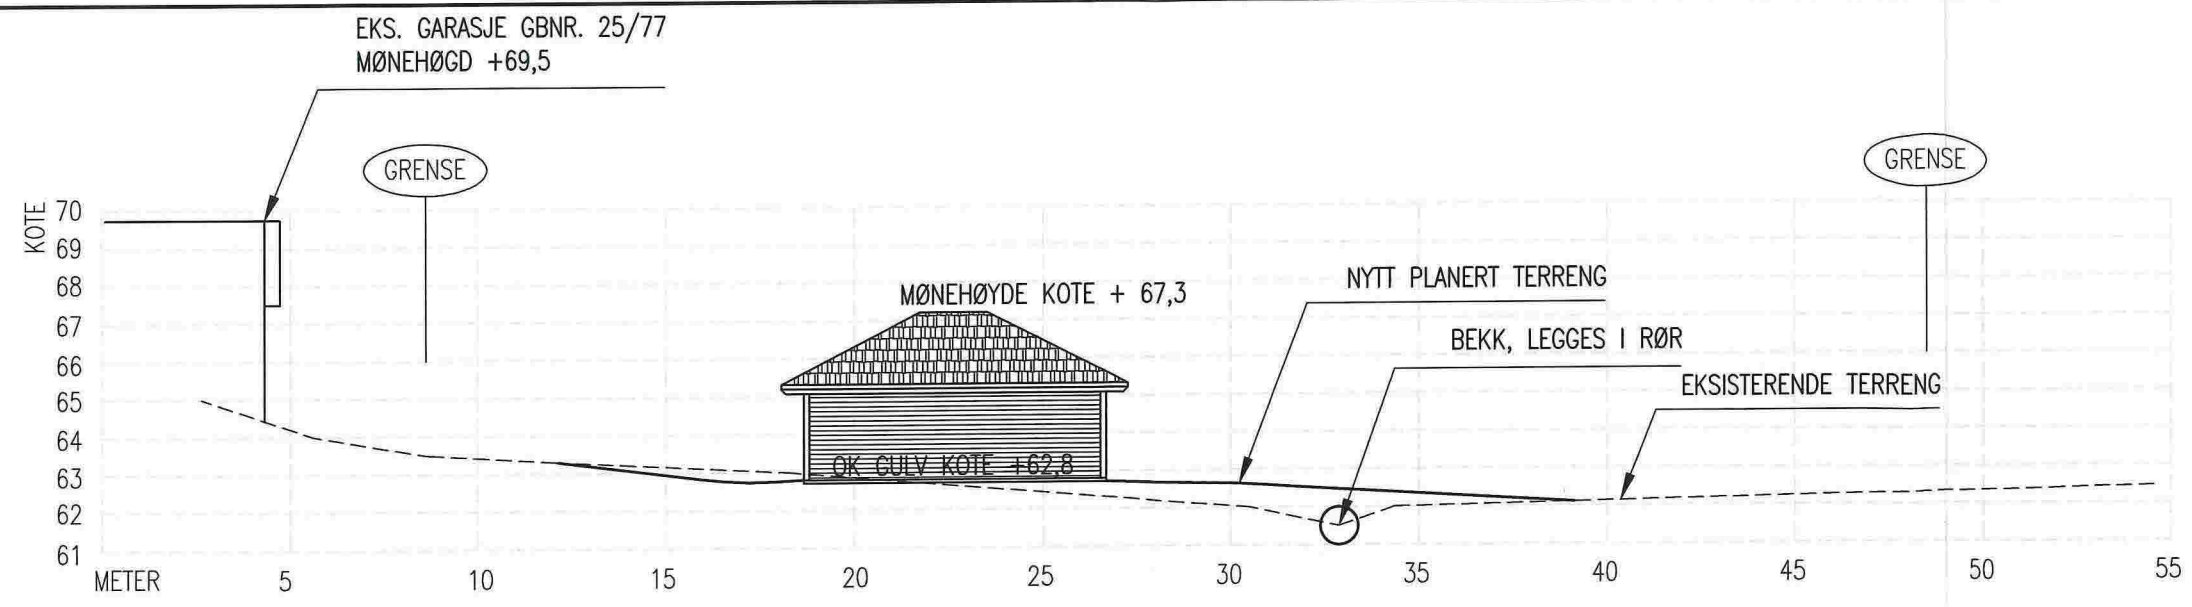 EKS. GARASJE GBNR. 25/77
MØNEHØGD +69,5
GRENSE
GRENSE
KOTE
70
69
68
67
66
65
64
63
62
61
MØNEHØYDE KOTE + 67,3
NYTT PLANERT TERRENG
BEKK, LEGGES I RØR
EKSISTERENDE TERRENG
OK GULV KOTE +62,8
METER 5 10 15 20 25 30 35 40 45 50 55